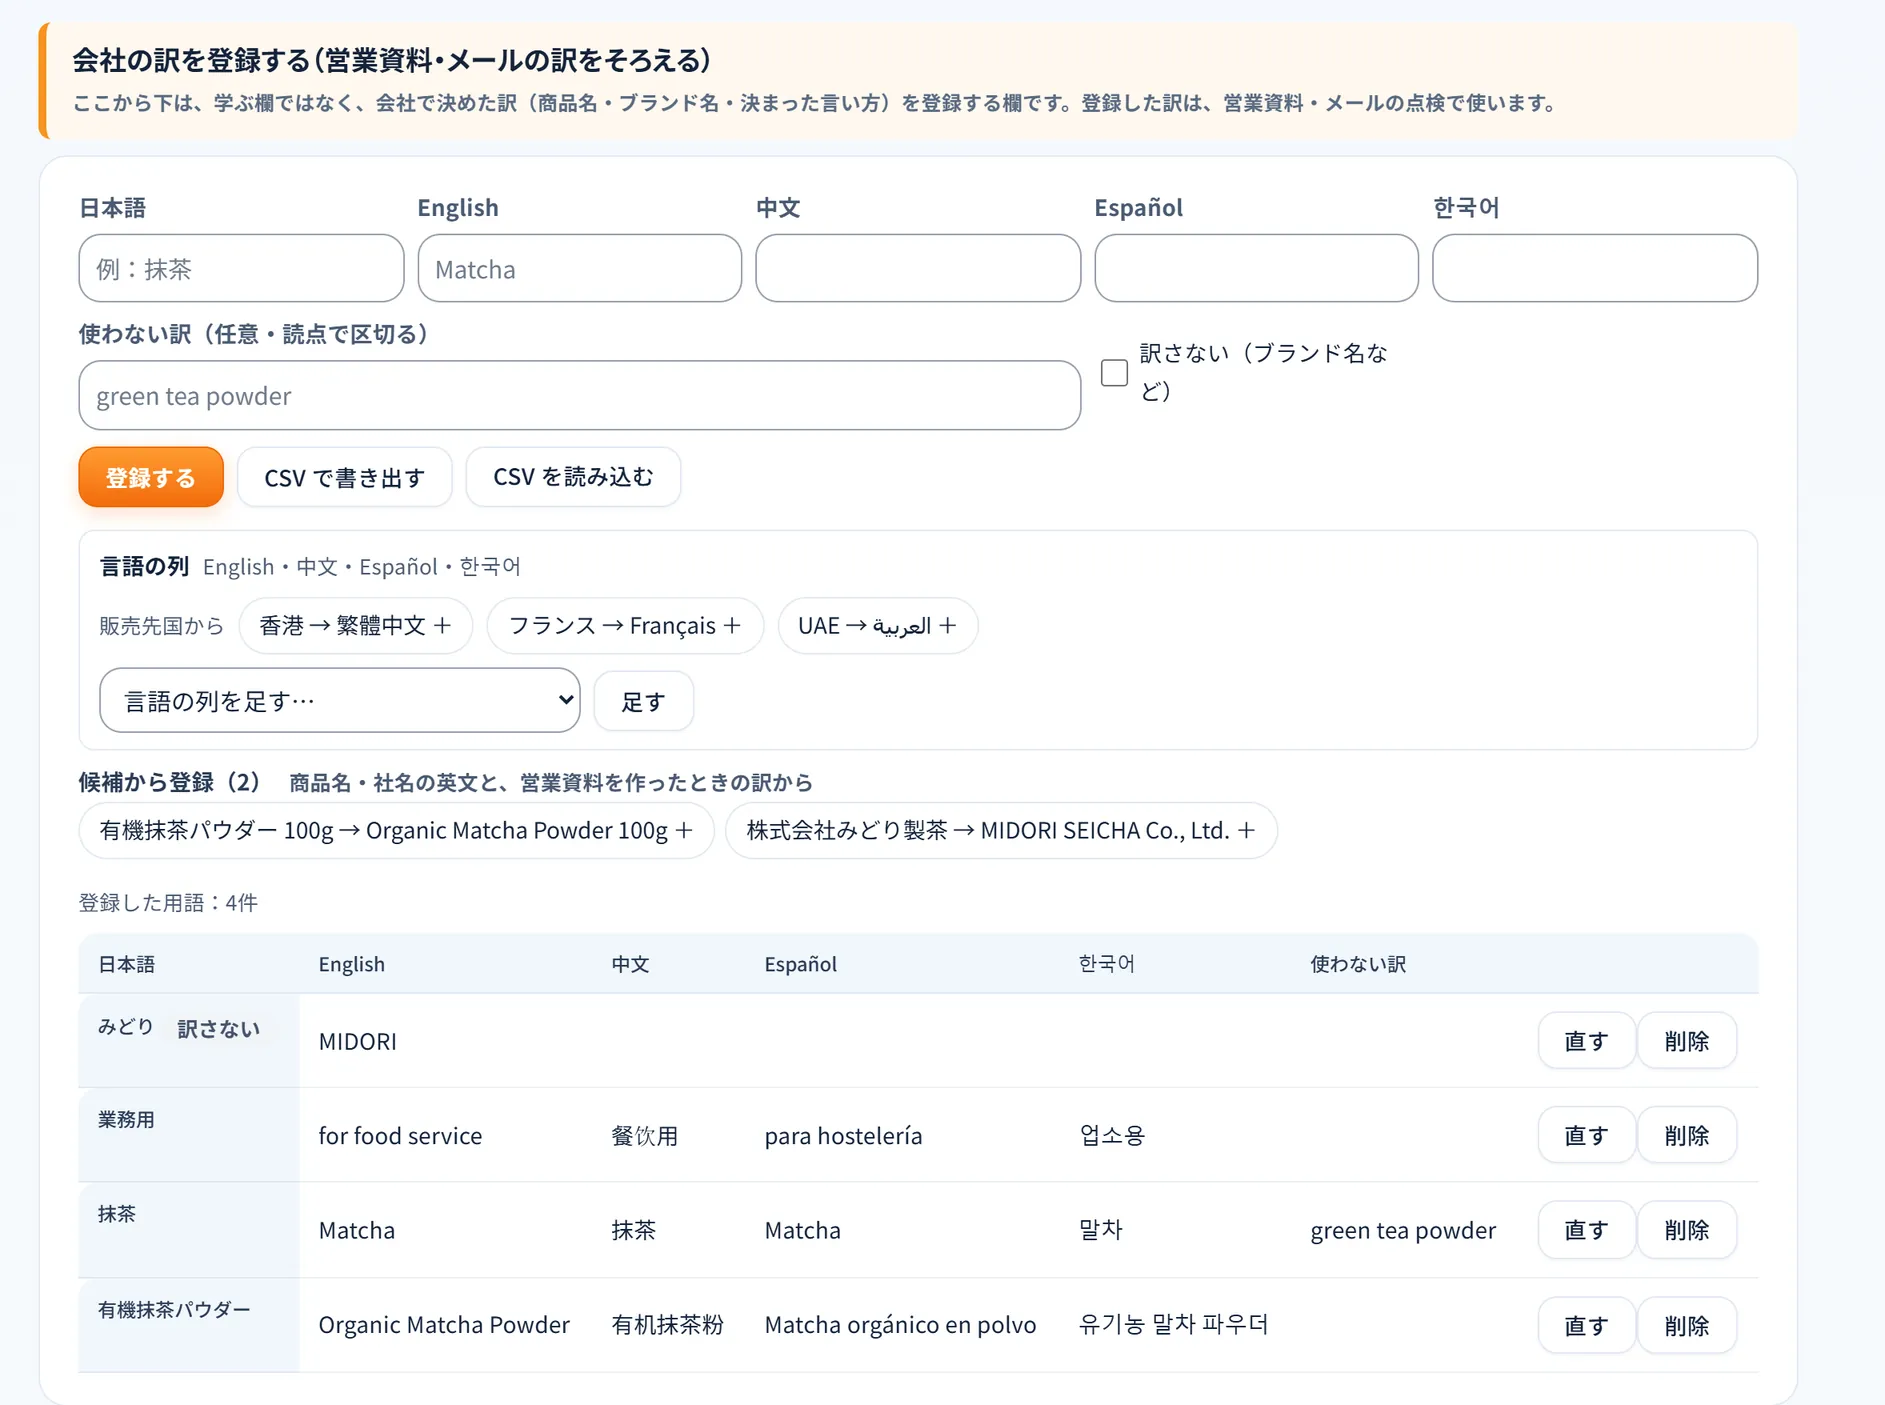 会社の訳を登録する（営業資料・メールの訳をそろえる）
ここから下は、学ぶ欄ではなく、会社で決めた訳（商品名・ブランド名・決まった言い方）を登録する欄です。登録した訳は、営業資料・メールの点検で使います。
日本語 English 中文 Español 한국어
例：抹茶 Matcha
使わない訳（任意・読点で区切る）
green tea powder
訳さない（ブランド名な
ど）
登録する CSV で書き出す CSV を読み込む
言語の列 English・中文・Español・한국어
販売先国から 香港 → 繁體中文 ＋ フランス → Français ＋ UAE → العربية ＋
言語の列を足す… 足す
候補から登録（2） 商品名・社名の英文と、営業資料を作ったときの訳から
有機抹茶パウダー 100g → Organic Matcha Powder 100g ＋ 株式会社みどり製茶 → MIDORI SEICHA Co., Ltd. ＋
登録した用語：4件
日本語 English 中文 Español 한국어 使わない訳
みどり 訳さない MIDORI 直す 削除
業務用 for food service 餐饮用 para hostelería 업소용 直す 削除
抹茶 Matcha 抹茶 Matcha 말차 green tea powder 直す 削除
有機抹茶パウダー Organic Matcha Powder 有机抹茶粉 Matcha orgánico en polvo 유기농 말차 파우더 直す 削除